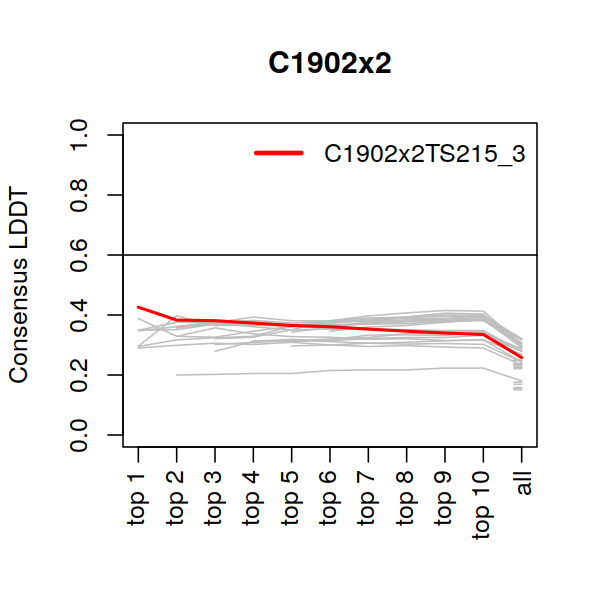 C1902x2
C1902x2TS215_3
Consensus LDDT
1.0
0.8
0.6
0.4
0.2
0.0
top 1
top 2
top 3
top 4
top 5
top 6
top 7
top 8
top 9
top 10
all